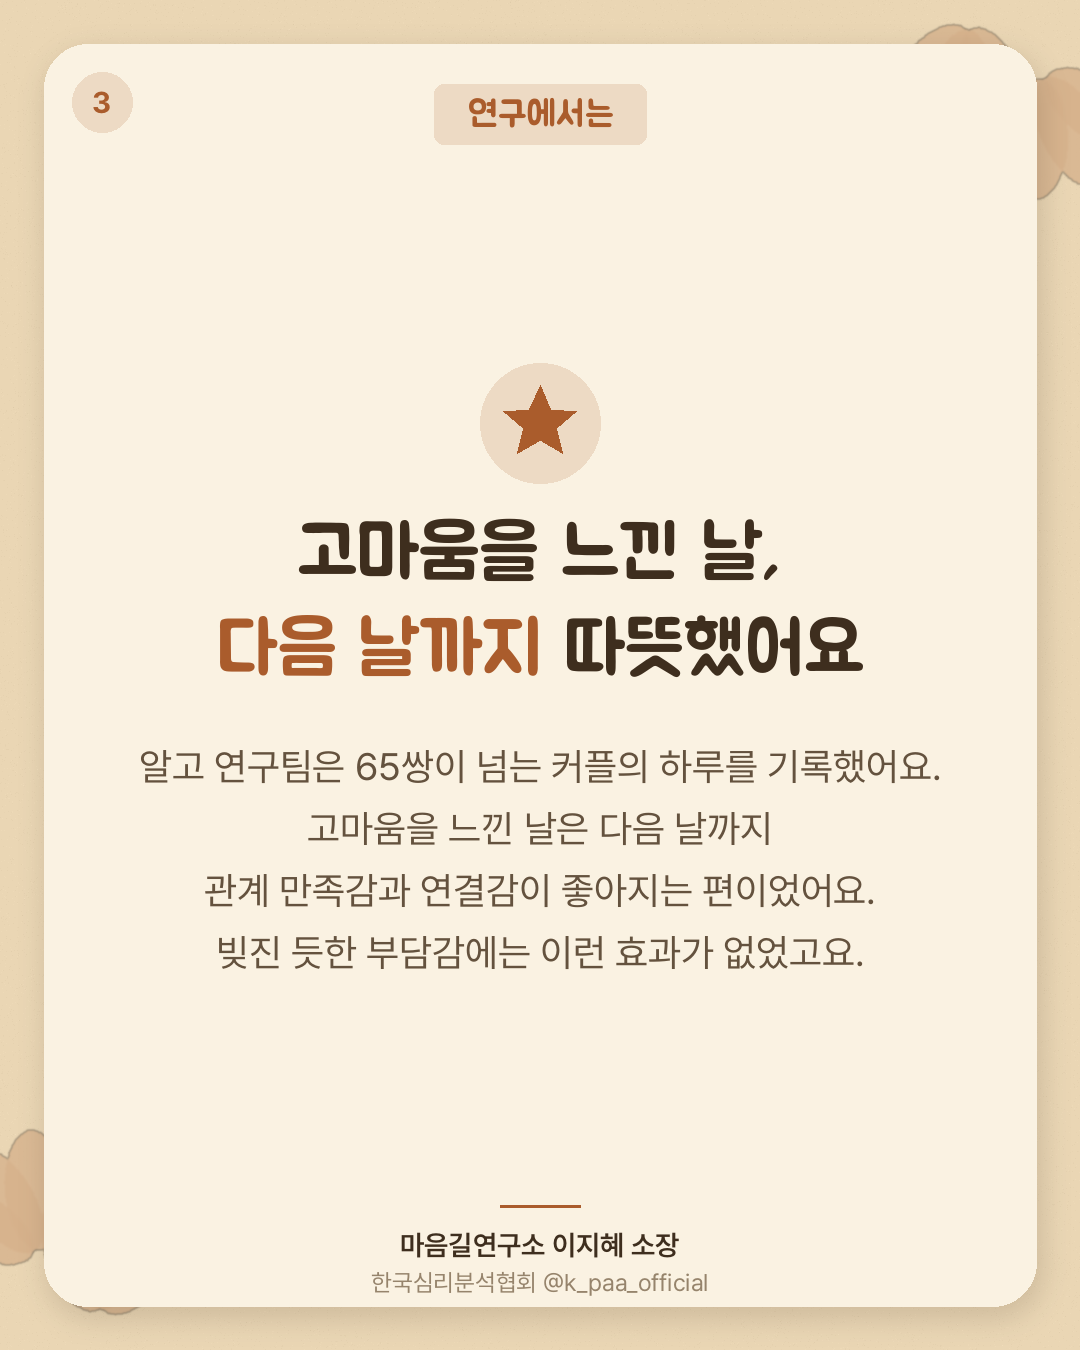 3
연구에서는
고마움을 느낀 날,
다음 날까지 따뜻했어요
알고 연구팀은 65쌍이 넘는 커플의 하루를 기록했어요.
고마움을 느낀 날은 다음 날까지
관계 만족감과 연결감이 좋아지는 편이었어요.
빚진 듯한 부담감에는 이런 효과가 없었고요.
마음길연구소 이지혜 소장
한국심리분석협회 @k_paa_official